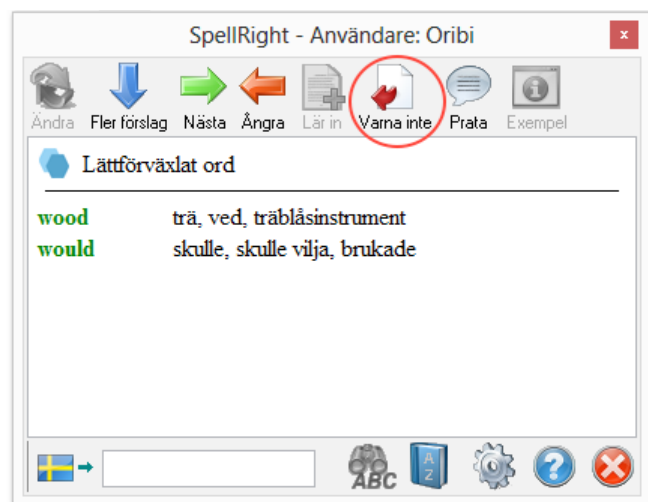 SpellRight - Användare: Oribi
x
Ändra Fler förslag Nästa Ångra Lär in Varna inte Prata Exempel
Lättförväxlat ord
wood trä, ved, träblåsinstrument
would skulle, skulle vilja, brukade
ABC A Z ?